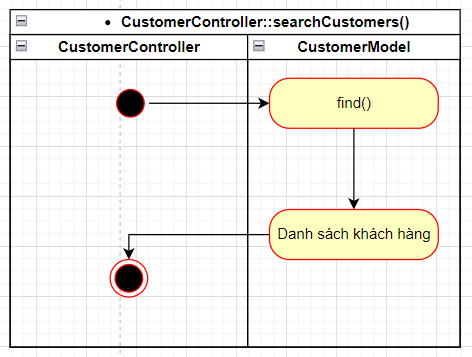 • CustomerController::searchCustomers()
CustomerController
CustomerModel
find()
Danh sách khách hàng